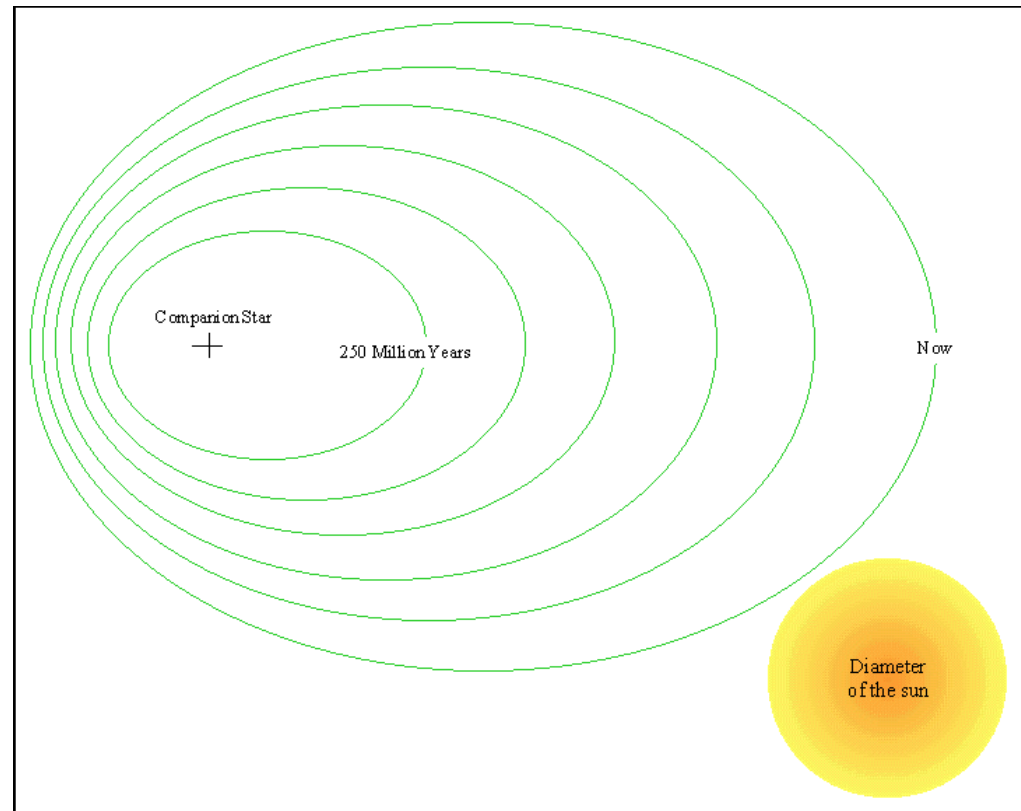 Companion Star
250 Million Years
Now
Diameter
of the sun